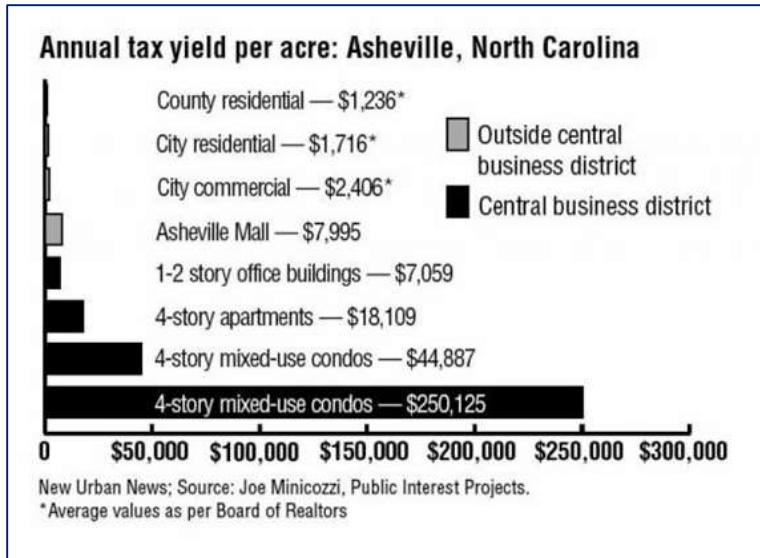 Annual tax yield per acre: Asheville, North Carolina
County residential — $1,236*
City residential — $1,716*
City commercial — $2,406*
Asheville Mall — $7,995
1-2 story office buildings — $7,059
4-story apartments — $18,109
4-story mixed-use condos — $44,887
4-story mixed-use condos — $250,125
Outside central
business district
Central business district
0 $50,000 $100,000 $150,000 $200,000 $250,000 $300,000
New Urban News; Source: Joe Minicozzi, Public Interest Projects.
*Average values as per Board of Realtors